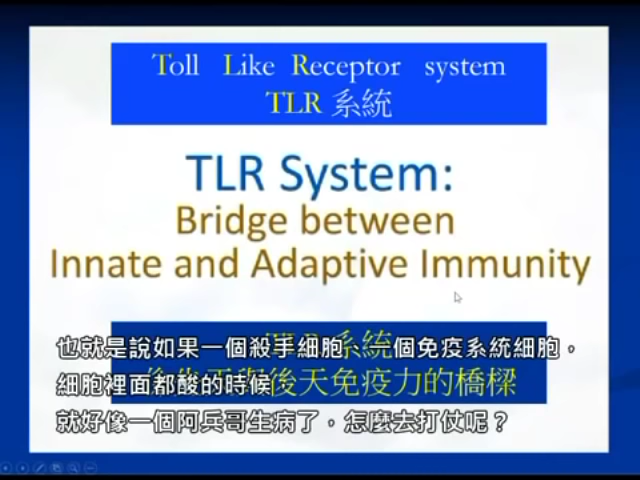 Toll Like Receptor system
TLR 系統
TLR System:
Bridge between
Innate and Adaptive Immunity
也就是說如果一個殺手細胞、一個免疫系統細胞，
細胞裡面都酸的時候，
後天免疫力的橋樑
就好像一個阿兵哥生病了，怎麼去打仗呢？